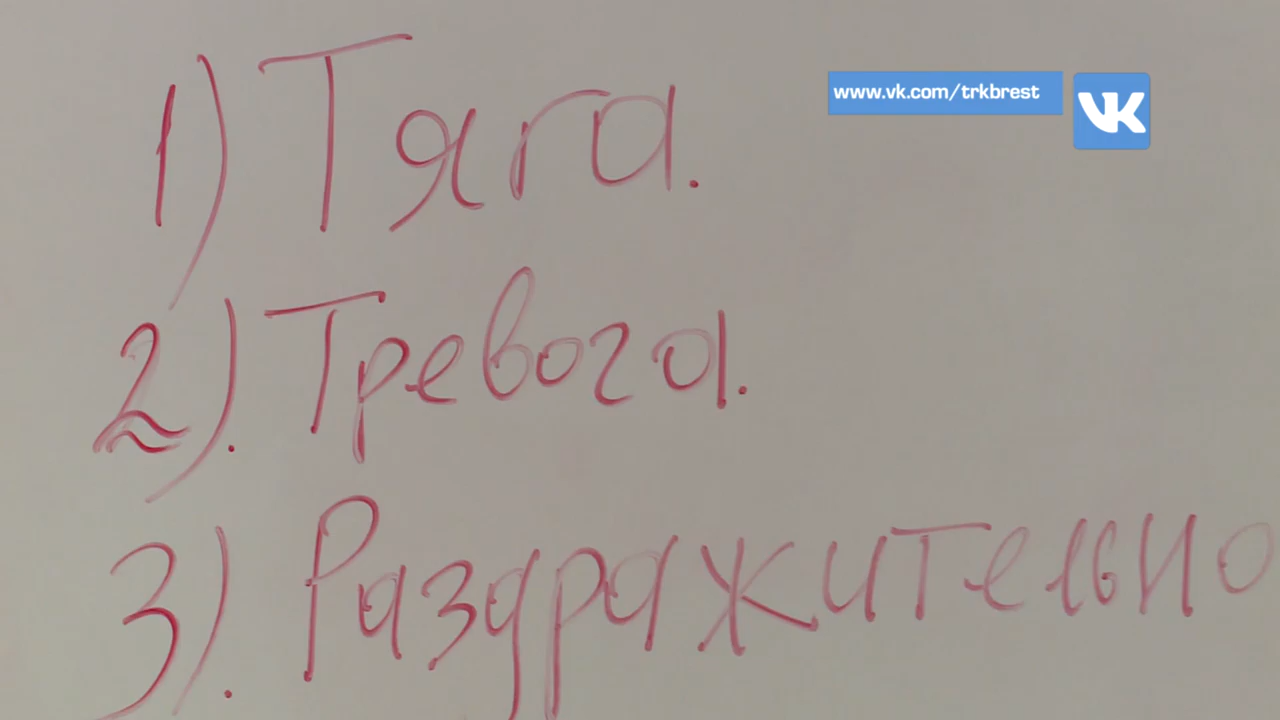 1) Тяга.
www.vk.com/trkbrest
2). Тревога.
3). Раздражительно